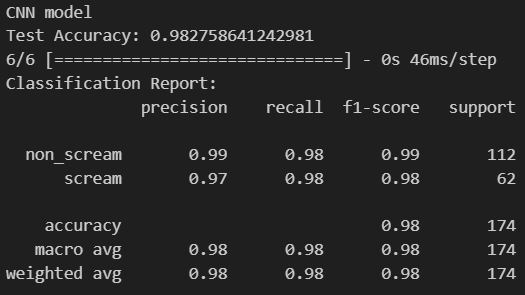 CNN model
Test Accuracy: 0.982758641242981
6/6 [==============================] - 0s 46ms/step
Classification Report:
precision recall f1-score support
non_scream 0.99 0.98 0.99 112
scream 0.97 0.98 0.98 62
accuracy 0.98 174
macro avg 0.98 0.98 0.98 174
weighted avg 0.98 0.98 0.98 174